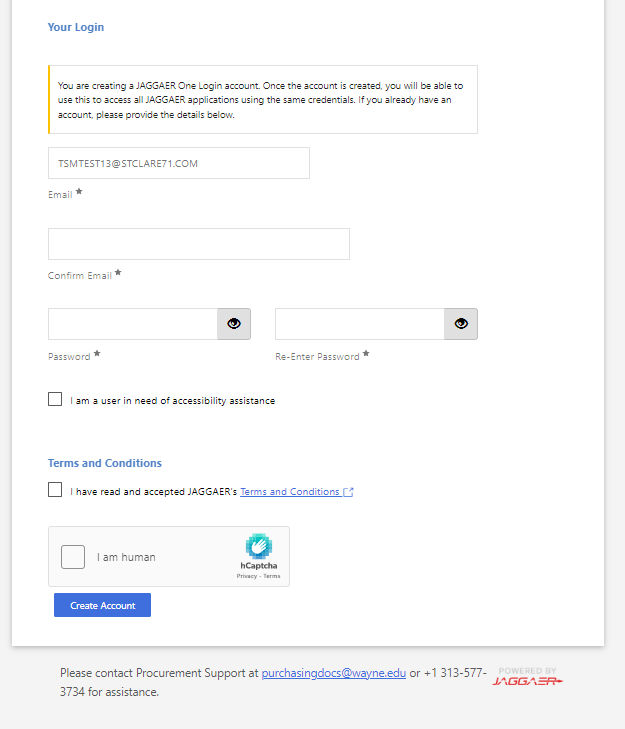 Your Login
You are creating a JAGGAER One Login account. Once the account is created, you will be able to
use this to access all JAGGAER applications using the same credentials. If you already have an
account, please provide the details below.
TSMTEST13@STCLARE71.COM
Email ★
Confirm Email ★
Password ★ Re-Enter Password ★
I am a user in need of accessibility assistance
Terms and Conditions
I have read and accepted JAGGAER's Terms and Conditions
I am human
hCaptcha
Privacy - Terms
Create Account
Please contact Procurement Support at purchasingdocs@wayne.edu or +1 313-577-
3734 for assistance.
POWERED BY
JAGGAER